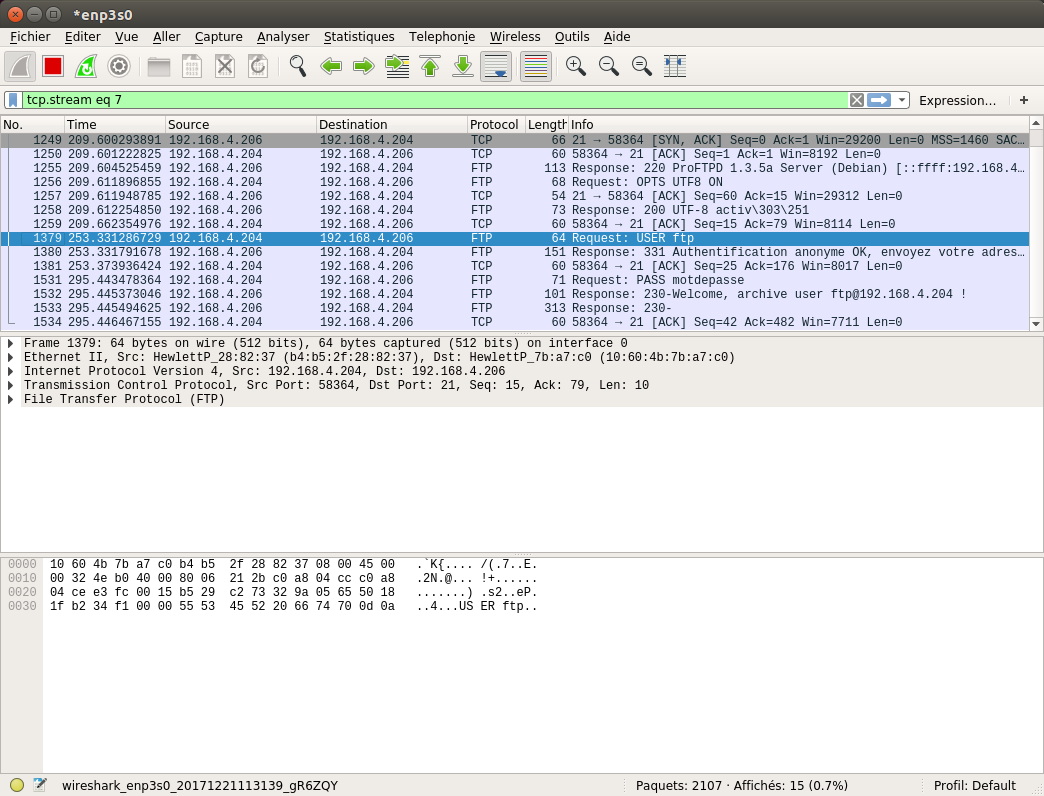 *enp3s0
Fichier Editer Vue Aller Capture Analyser Statistiques Telephonie Wireless Outils Aide
tcp.stream eq 7 Expression… +
No. Time Source Destination Protocol Length Info
1249 209.600293891 192.168.4.206 192.168.4.204 TCP 66 21 → 58364 [SYN, ACK] Seq=0 Ack=1 Win=29200 Len=0 MSS=1460 SAC…
1250 209.601222825 192.168.4.204 192.168.4.206 TCP 60 58364 → 21 [ACK] Seq=1 Ack=1 Win=8192 Len=0
1255 209.604525459 192.168.4.206 192.168.4.204 FTP 113 Response: 220 ProFTPD 1.3.5a Server (Debian) [::ffff:192.168.4…
1256 209.611896855 192.168.4.204 192.168.4.206 FTP 68 Request: OPTS UTF8 ON
1257 209.611948785 192.168.4.206 192.168.4.204 TCP 54 21 → 58364 [ACK] Seq=60 Ack=15 Win=29312 Len=0
1258 209.612254850 192.168.4.206 192.168.4.204 FTP 73 Response: 200 UTF-8 activ\303\251
1259 209.662354976 192.168.4.204 192.168.4.206 TCP 60 58364 → 21 [ACK] Seq=15 Ack=79 Win=8114 Len=0
1379 253.331286729 192.168.4.204 192.168.4.206 FTP 64 Request: USER ftp
1380 253.331791678 192.168.4.206 192.168.4.204 FTP 151 Response: 331 Authentification anonyme OK, envoyez votre adres…
1381 253.373936424 192.168.4.204 192.168.4.206 TCP 60 58364 → 21 [ACK] Seq=25 Ack=176 Win=8017 Len=0
1531 295.443478364 192.168.4.204 192.168.4.206 FTP 71 Request: PASS motdepasse
1532 295.445373046 192.168.4.206 192.168.4.204 FTP 101 Response: 230-Welcome, archive user ftp@192.168.4.204 !
1533 295.445494625 192.168.4.206 192.168.4.204 FTP 313 Response: 230-
1534 295.446467155 192.168.4.204 192.168.4.206 TCP 60 58364 → 21 [ACK] Seq=42 Ack=482 Win=7711 Len=0
Frame 1379: 64 bytes on wire (512 bits), 64 bytes captured (512 bits) on interface 0
Ethernet II, Src: HewlettP_28:82:37 (b4:b5:2f:28:82:37), Dst: HewlettP_7b:a7:c0 (10:60:4b:7b:a7:c0)
Internet Protocol Version 4, Src: 192.168.4.204, Dst: 192.168.4.206
Transmission Control Protocol, Src Port: 58364, Dst Port: 21, Seq: 15, Ack: 79, Len: 10
File Transfer Protocol (FTP)
0000 10 60 4b 7b a7 c0 b4 b5 2f 28 82 37 08 00 45 00 .`K{.... /(.7..E.
0010 00 32 4e b0 40 00 80 06 21 2b c0 a8 04 cc c0 a8 .2N.@... !+......
0020 04 ce e3 fc 00 15 b5 29 c2 73 32 9a 05 65 50 18 .......) .s2..eP.
0030 1f b2 34 f1 00 00 55 53 45 52 20 66 74 70 0d 0a ..4...US ER ftp..
wireshark_enp3s0_20171221113139_gR6ZQY Paquets: 2107 · Affichés: 15 (0.7%) Profil: Default